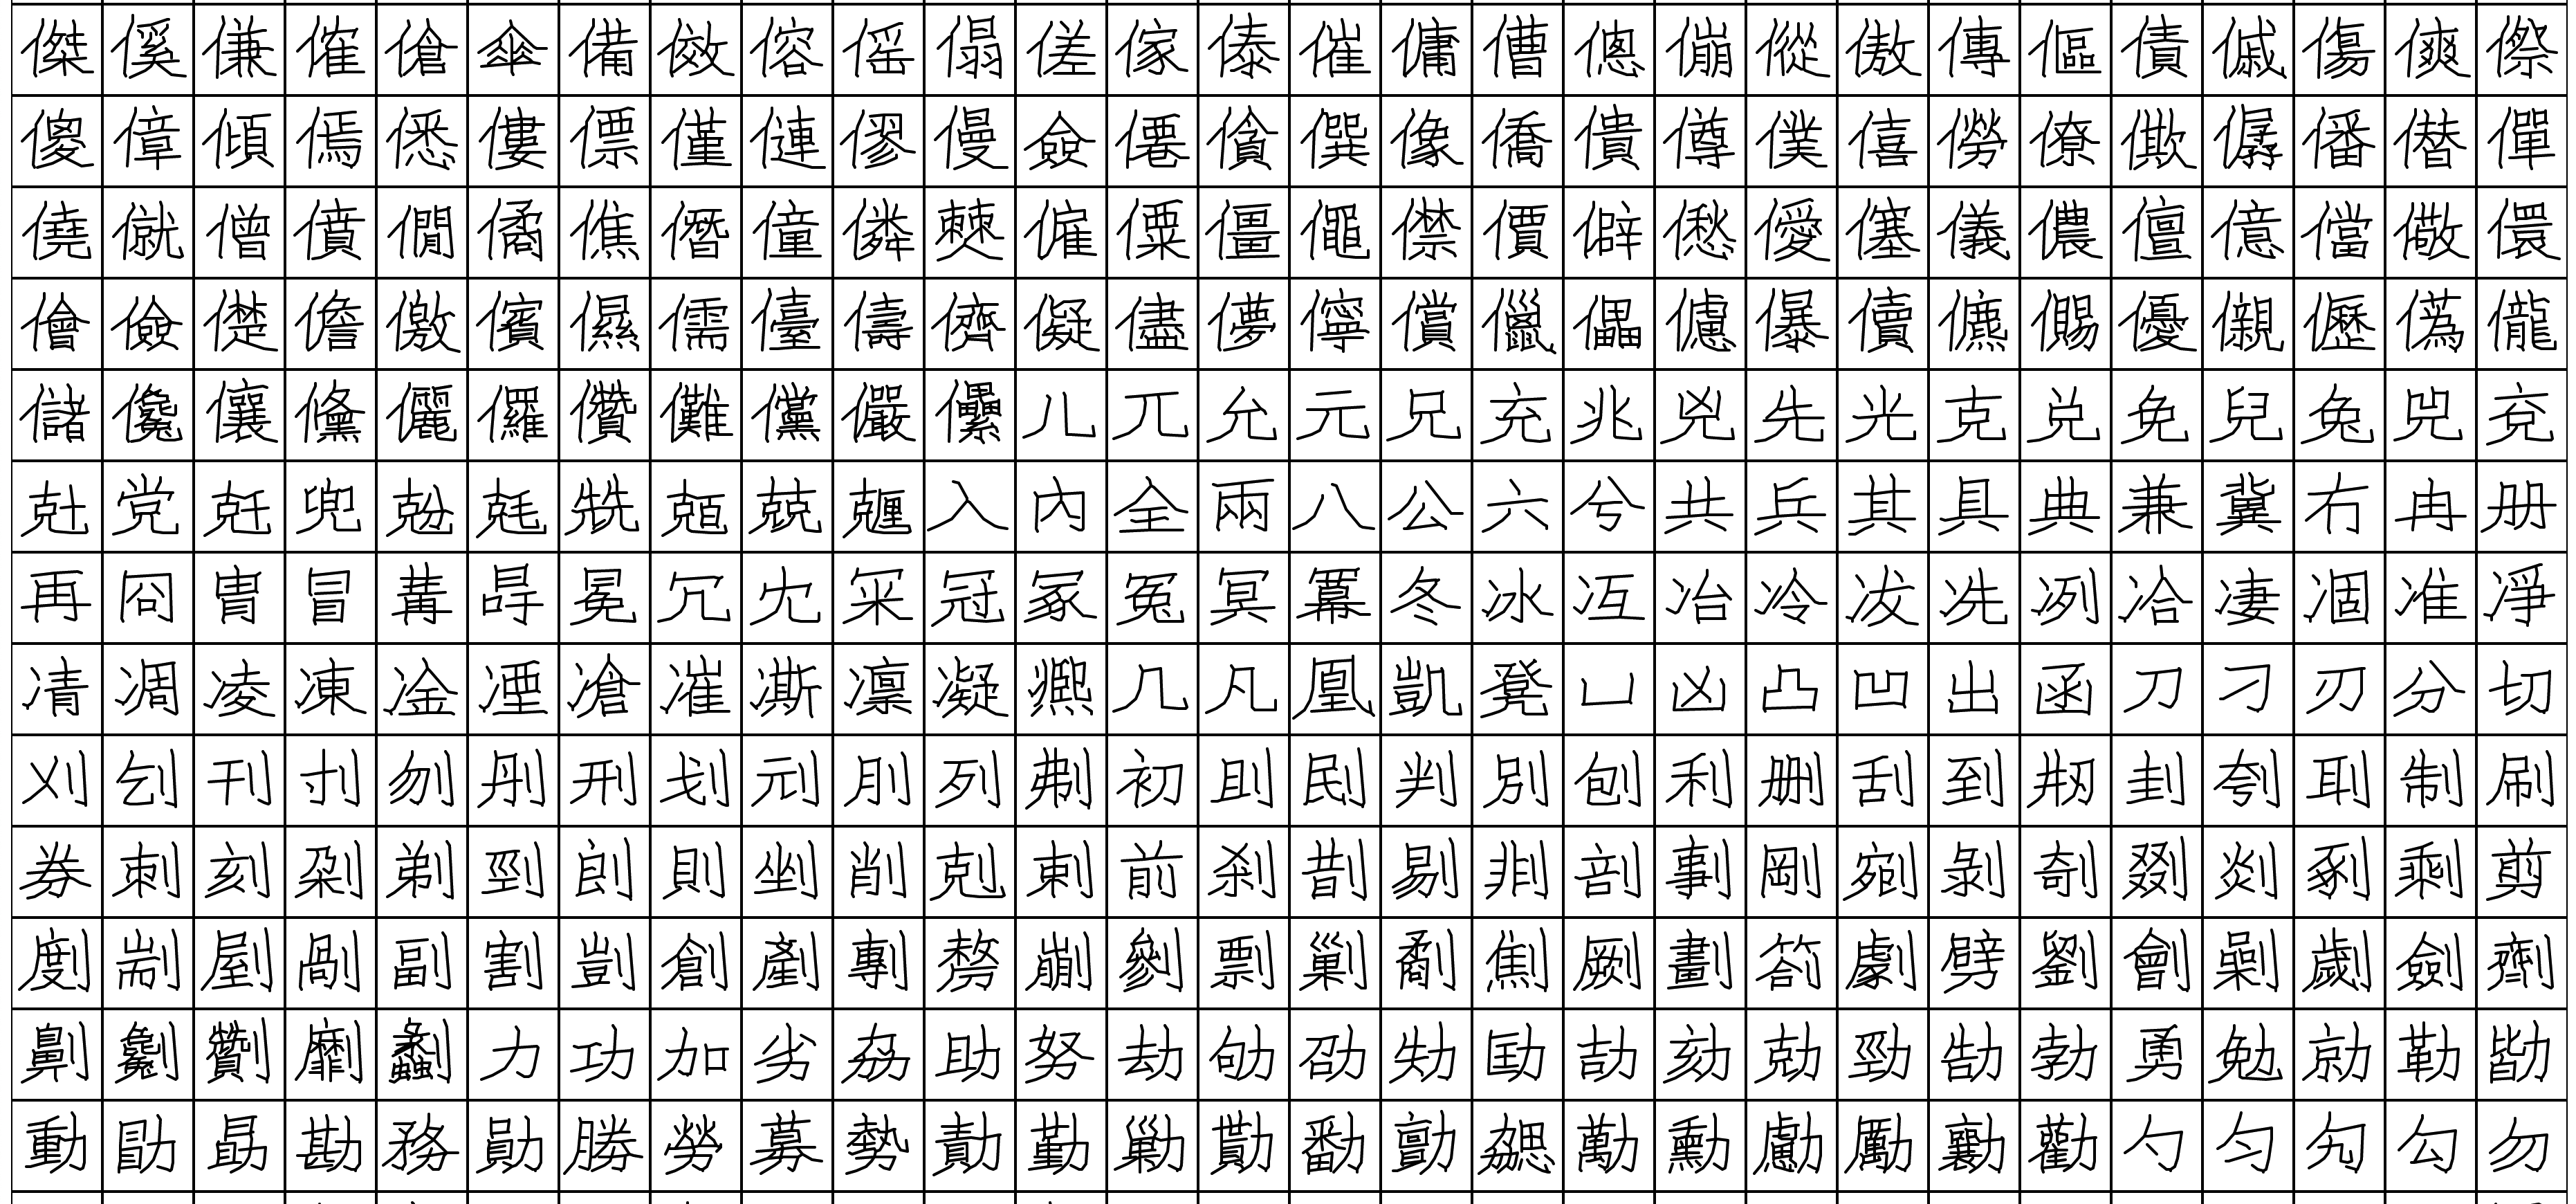 傑傒傔傕傖傘備傚傛傜傝傞傢傣催傭傮傯傰傱傲傳傴債傶傷傸傺
傻傽傾傿僁僂僄僅僆僇僈僉僊僋僎像僑僒僔僕僖僗僚僛僝僠僣僤
僥僦僧僨僩僪僬僭僮僯僰僱僳僵僶僸價僻僽僾僿儀儂儃億儅儆儇
儈儉儊儋儌儐儑儒儓儔儕儗儘儚儜償儠儡儢儤儥儦儩優儭儮儰儱
儲儳儴儵儷儸儹儺儻儼儽儿兀允元兄充兆兇先光克兌免兒兔兕兗
兙党兛兜兝兞兟兡兢兣入內全兩八公六兮共兵其具典兼冀冇冉册
再冏冑冒冓冔冕冗冘冞冠冢冤冥冪冬冰冱冶冷冹冼冽冾凄凅准凈
凊凋凌凍凎凐凔凗凘凜凝凞几凡凰凱凳凵凶凸凹出函刀刁刃分切
刈刉刊刌刎刐刑刬刓刖列刜初刞刡判別刨利删刮到刱刲刳刵制刷
券刺刻剁剃剄剆則剉削剋剌前剎剒剔剕剖剚剛剜剝剞剟剡剢剩剪
剫剬剭剮副割剴創剷剸剺剻剼剽剿劀劁劂劃劄劇劈劉劊劋劌劍劑
劓劖劗劘劙力功加劣劦助努劫劬劭劮劻劼劾勀勁勂勃勇勉勍勒勓
動勖勗勘務勛勝勞募勢勣勤勦勩勫勯勰勱勳勴勵勷勸勺勻勼勾勿